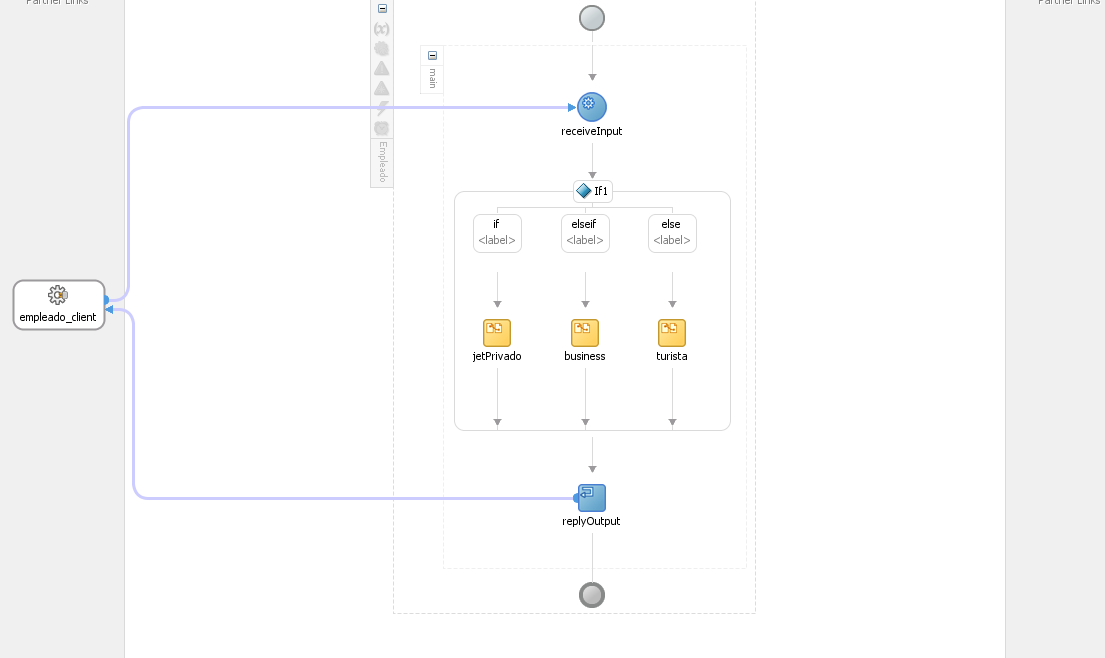 Partner Links
Partner Links
(x)
main
Empleado
receiveInput
If1
if
elseif
else
<label>
<label>
<label>
empleado_client
jetPrivado
business
turista
replyOutput